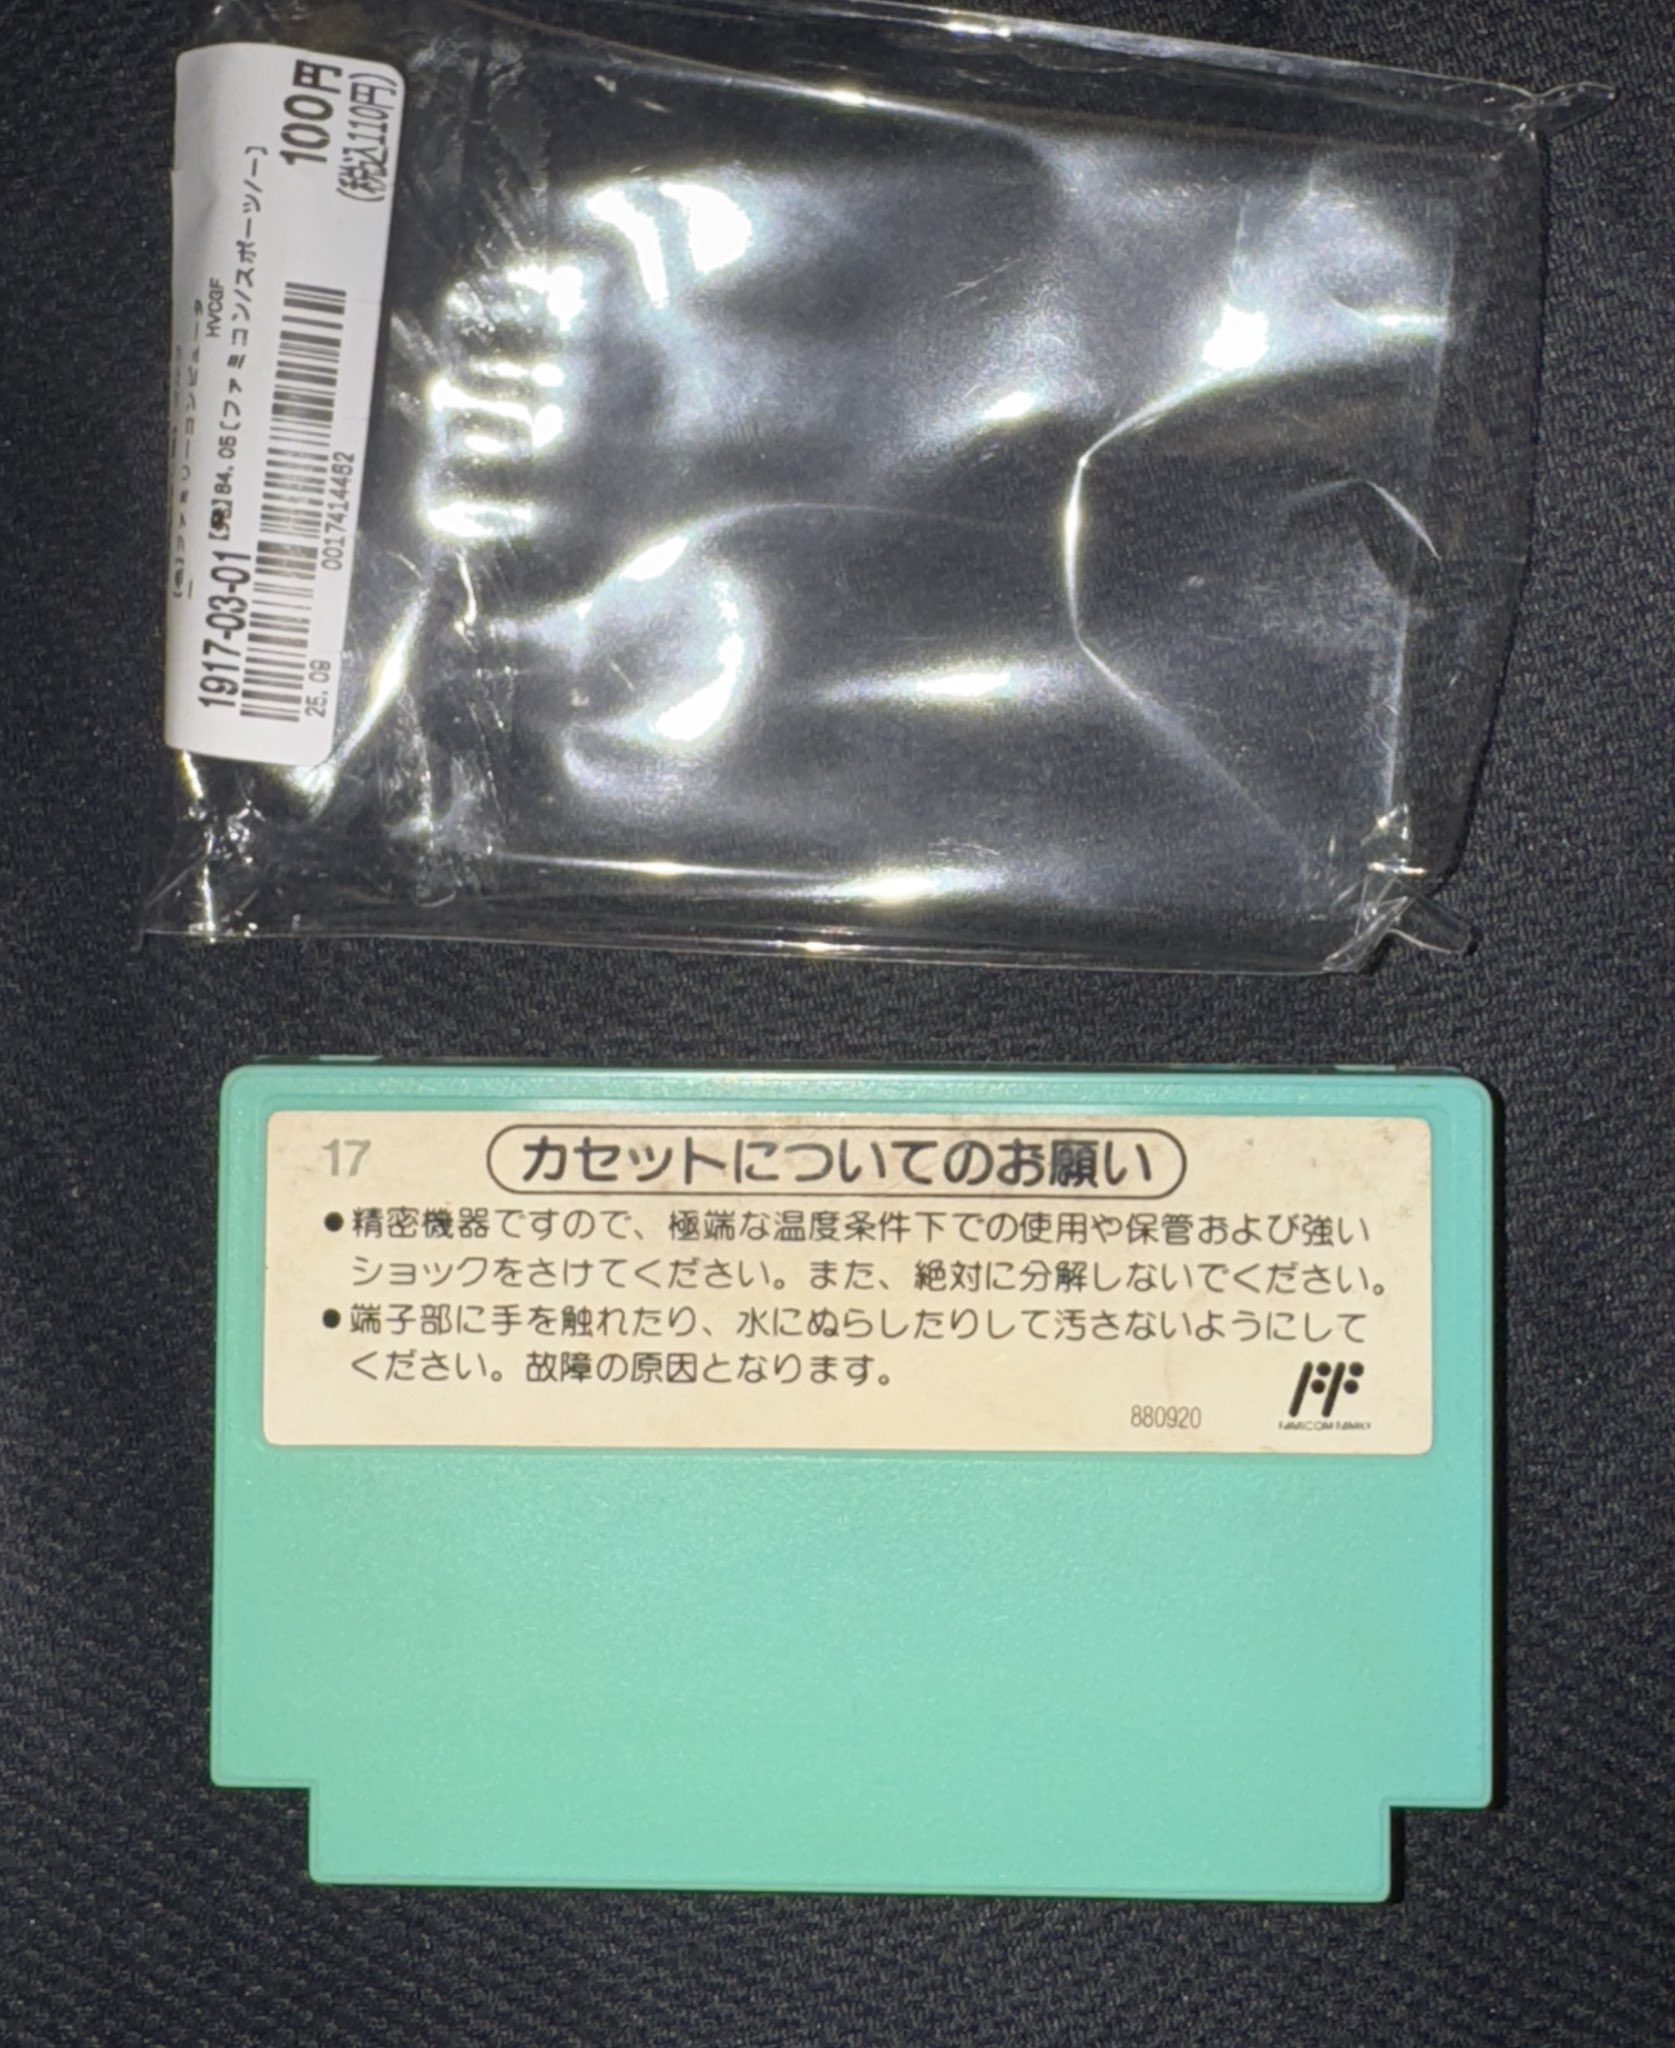 100円
(税込110円)
HVCGF
1917-03-01【発】84.05〔ファミコン/スポーツ/ー〕
25.09 0017414462
17
カセットについてのお願い
●精密機器ですので、極端な温度条件下での使用や保管および強い
ショックをさけてください。また、絶対に分解しないでください。
●端子部に手を触れたり、水にぬらしたりして汚さないようにして
ください。故障の原因となります。
880920
FF
FAMICOM FAMILY